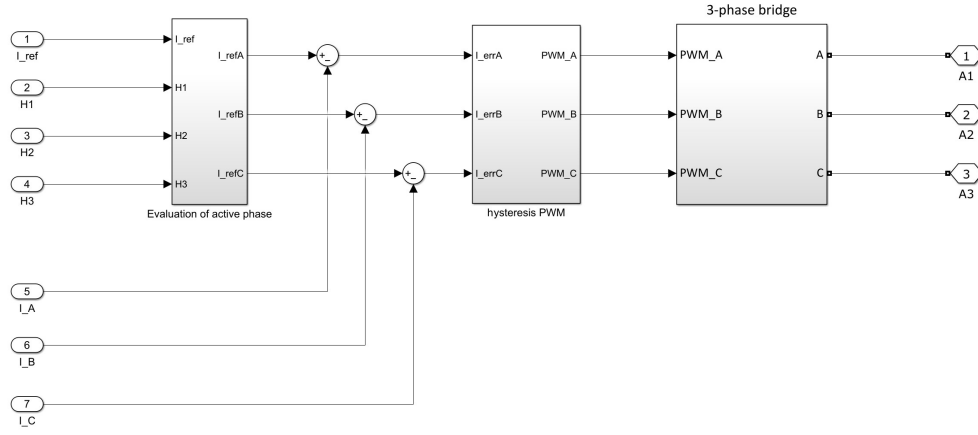 3-phase bridge
1
I_ref
2
H1
3
H2
4
H3
I_ref
H1
H2
H3
I_refA
I_refB
I_refC
Evaluation of active phase
+
-
+
-
+
-
I_errA
I_errB
I_errC
PWM_A
PWM_B
PWM_C
hysteresis PWM
PWM_A
PWM_B
PWM_C
A
B
C
1
A1
2
A2
3
A3
5
I_A
6
I_B
7
I_C